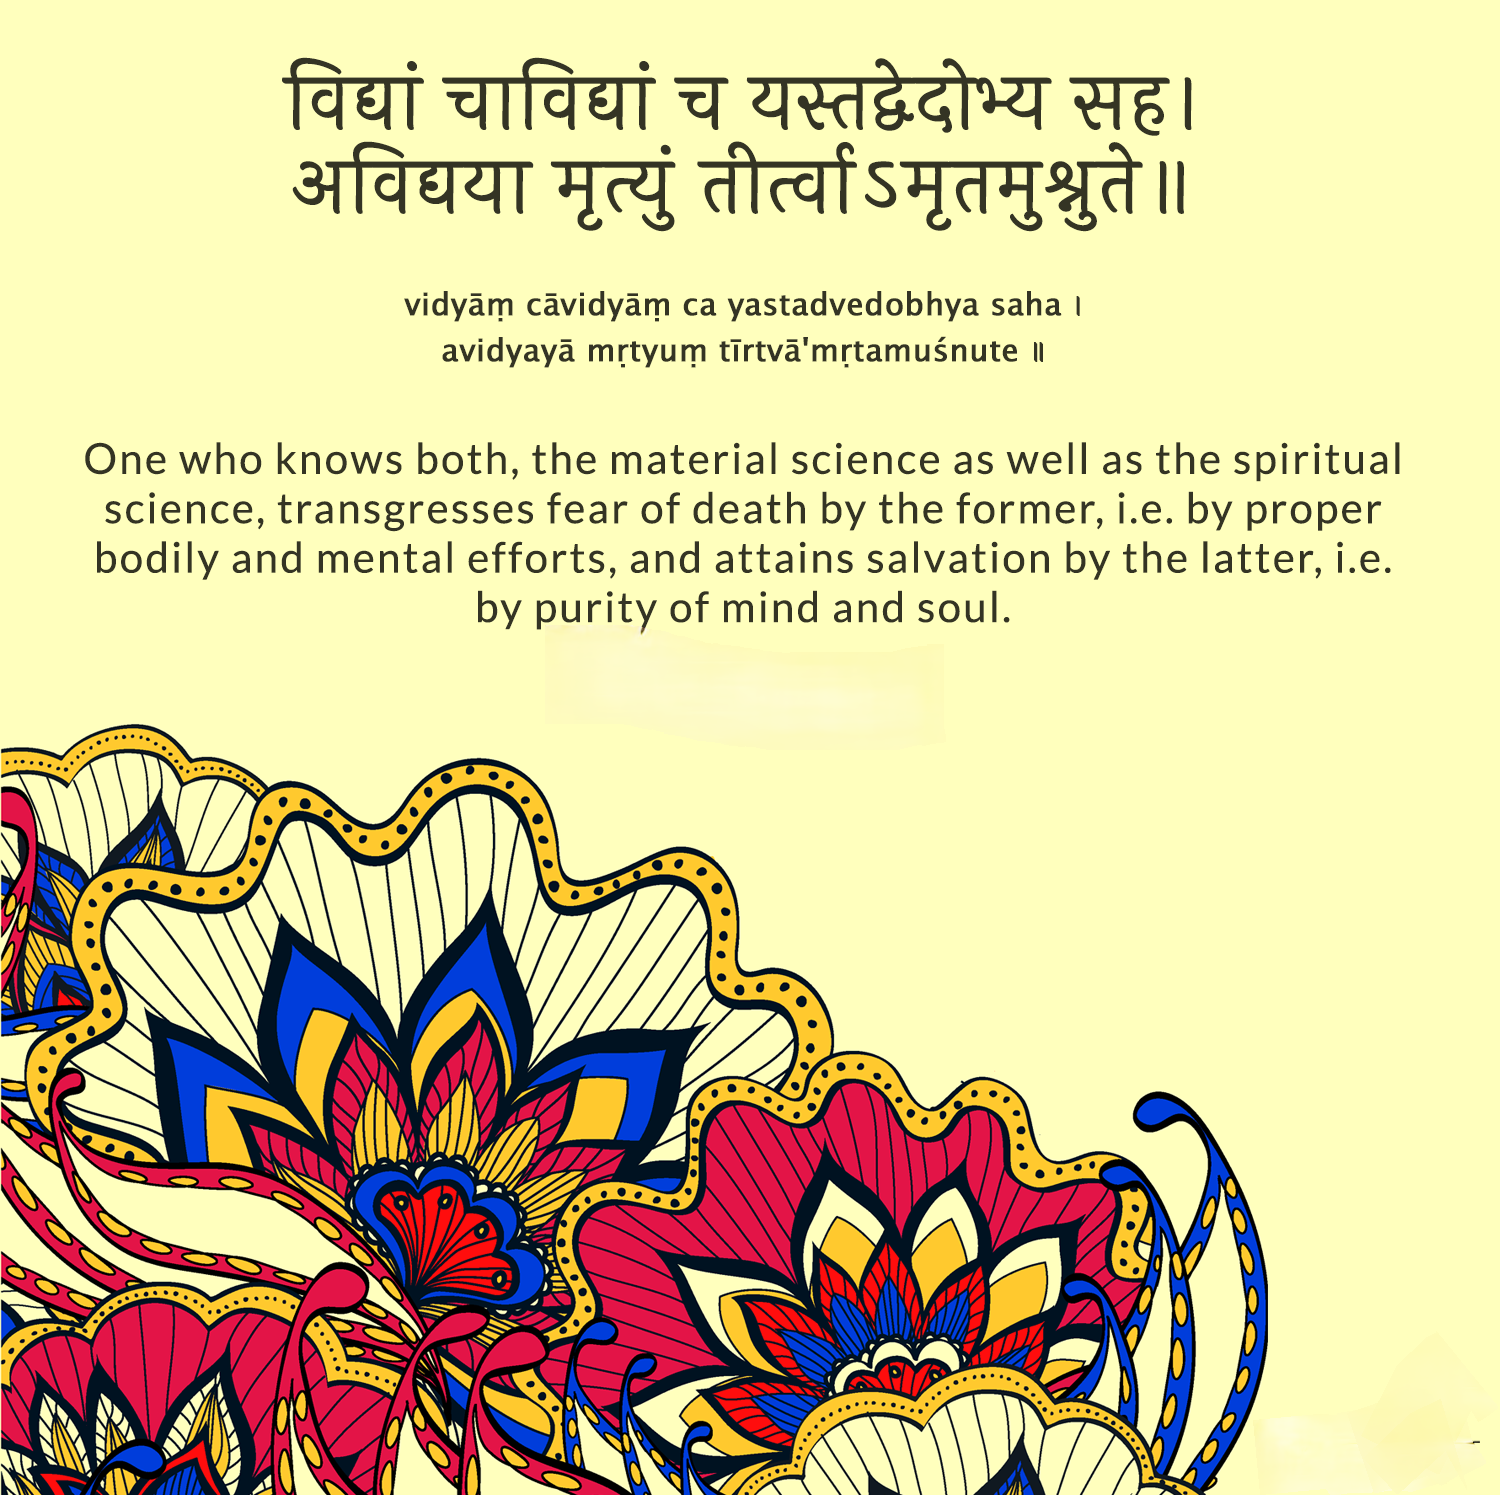 विद्यां चाविद्यां च यस्तद्वेदोभ्य सह।
अविद्यया मृत्युं तीर्त्वाऽमृतमुश्नुते॥
vidyāṃ cāvidyāṃ ca yastadvedobhya saha ।
avidyayā mṛtyuṃ tīrtvā'mṛtamuśnute ॥
One who knows both, the material science as well as the spiritual
science, transgresses fear of death by the former, i.e. by proper
bodily and mental efforts, and attains salvation by the latter, i.e.
by purity of mind and soul.